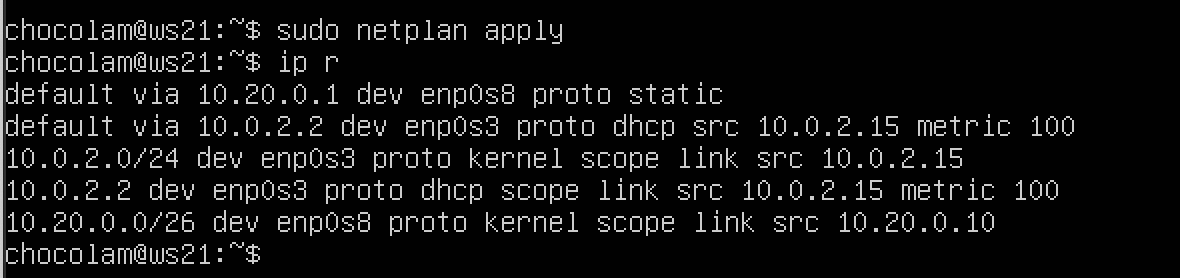 chocolam@ws21:~$ sudo netplan apply
chocolam@ws21:~$ ip r
default via 10.20.0.1 dev enp0s8 proto static
default via 10.0.2.2 dev enp0s3 proto dhcp src 10.0.2.15 metric 100
10.0.2.0/24 dev enp0s3 proto kernel scope link src 10.0.2.15
10.0.2.2 dev enp0s3 proto dhcp scope link src 10.0.2.15 metric 100
10.20.0.0/26 dev enp0s8 proto kernel scope link src 10.20.0.10
chocolam@ws21:~$